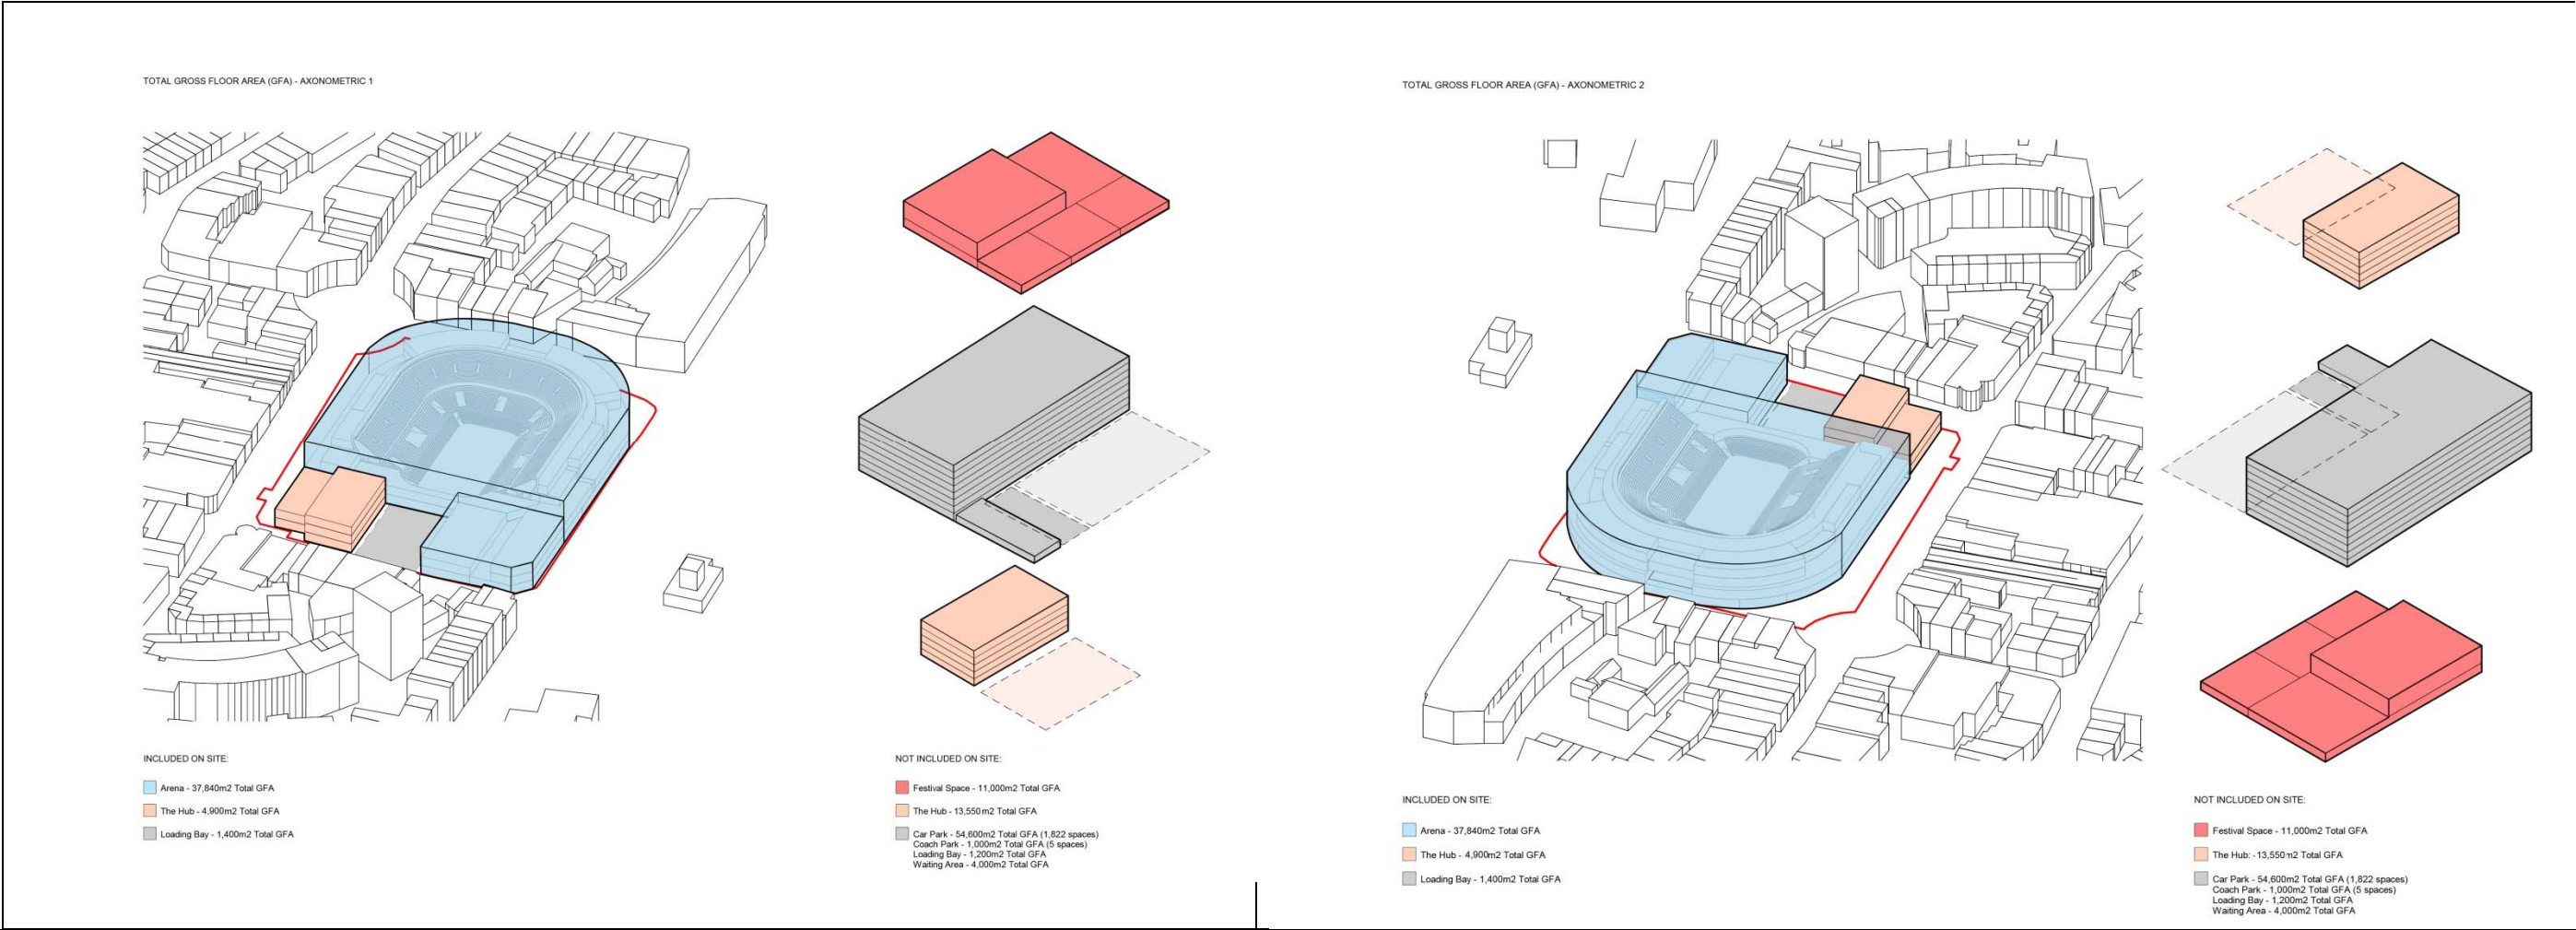 TOTAL GROSS FLOOR AREA (GFA) - AXONOMETRIC 1
INCLUDED ON SITE:
Arena - 37,840m2 Total GFA
The Hub - 4,900m2 Total GFA
Loading Bay - 1,400m2 Total GFA
NOT INCLUDED ON SITE:
Festival Space - 11,000m2 Total GFA
The Hub - 13,550m2 Total GFA
Car Park - 54,600m2 Total GFA (1,822 spaces)
Coach Park - 1,000m2 Total GFA (5 spaces)
Loading Bay - 1,200m2 Total GFA
Waiting Area - 4,000m2 Total GFA
TOTAL GROSS FLOOR AREA (GFA) - AXONOMETRIC 2
INCLUDED ON SITE:
Arena - 37,840m2 Total GFA
The Hub - 4,900m2 Total GFA
Loading Bay - 1,400m2 Total GFA
NOT INCLUDED ON SITE:
Festival Space - 11,000m2 Total GFA
The Hub: - 13,550m2 Total GFA
Car Park - 54,600m2 Total GFA (1,822 spaces)
Coach Park - 1,000m2 Total GFA (5 spaces)
Loading Bay - 1,200m2 Total GFA
Waiting Area - 4,000m2 Total GFA